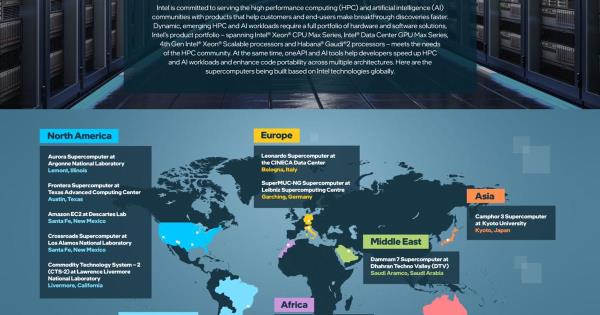 Intel is committed to serving the high performance computing (HPC) and artificial intelligence (AI)
communities with products that help customers and end-users make breakthrough discoveries faster.
Dynamic, emerging HPC and AI workloads require a full portfolio of hardware and software solutions,
Intel's product portfolio – spanning Intel® Xeon® CPU Max Series, Intel® Data Center GPU Max Series,
4th Gen Intel® Xeon® Scalable processors and Habana® Gaudi®2 processors – meets the needs
of the HPC community. At the same time, oneAPI and AI tools help developers speed up HPC
and AI workloads and enhance code portability across multiple architectures. Here are the
supercomputers being built based on Intel technologies globally.
North America
Aurora Supercomputer at
Argonne National Laboratory
Lemont, Illinois
Frontera Supercomputer at
Texas Advanced Computing Center
Austin, Texas
Amazon EC2 at Descartes Lab
Santa Fe, New Mexico
Crossroads Supercomputer at
Los Alamos National Laboratory
Santa Fe, New Mexico
Commodity Technology System – 2
(CTS-2) at Lawrence Livermore
National Laboratory
Livermore, California
Europe
Leonardo Supercomputer at
the CINECA Data Center
Bologna, Italy
SuperMUC-NG Supercomputer at
Leibniz Supercomputing Centre
Garching, Germany
Asia
Camphor 3 Supercomputer
at Kyoto University
Kyoto, Japan
Middle East
Dammam 7 Supercomputer at
Dhahran Techno Valley (DTV)
Saudi Aramco, Saudi Arabia
Africa